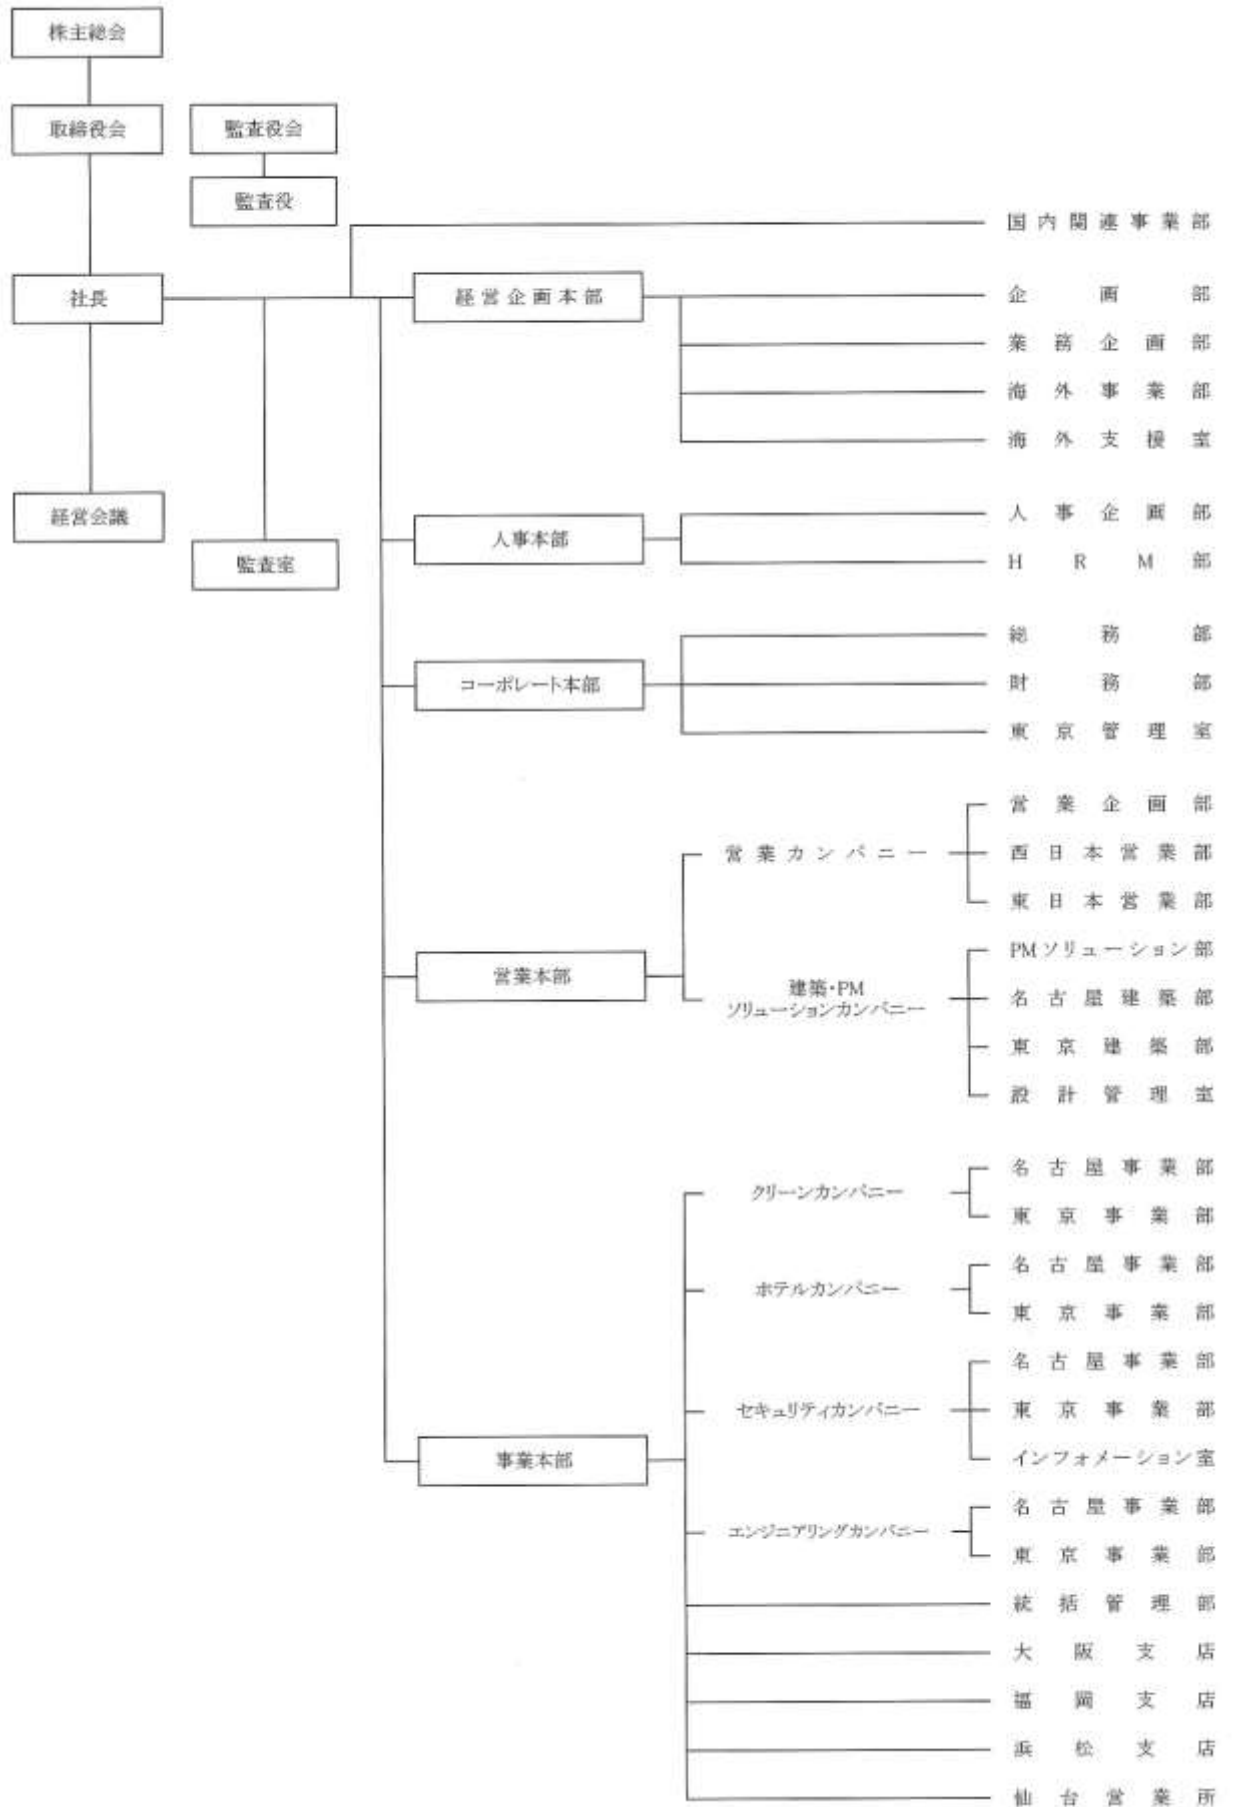 株主総会
取締役会
監査役会
監査役
国内関連事業部
社長
経営企画本部
企画部
業務企画部
海外事業部
海外支援室
経営会議
監査室
人事本部
人事企画部
HRM部
コーポレート本部
総務部
財務部
東京管理室
営業本部
営業カンパニー
営業企画部
西日本営業部
東日本営業部
建築・PM
ソリューションカンパニー
PMソリューション部
名古屋建築部
東京建築部
設計管理室
事業本部
クリーンカンパニー
名古屋事業部
東京事業部
ホテルカンパニー
名古屋事業部
東京事業部
セキュリティカンパニー
名古屋事業部
東京事業部
インフォメーション室
エンジニアリングカンパニー
名古屋事業部
東京事業部
統括管理部
大阪支店
福岡支店
浜松支店
仙台営業所